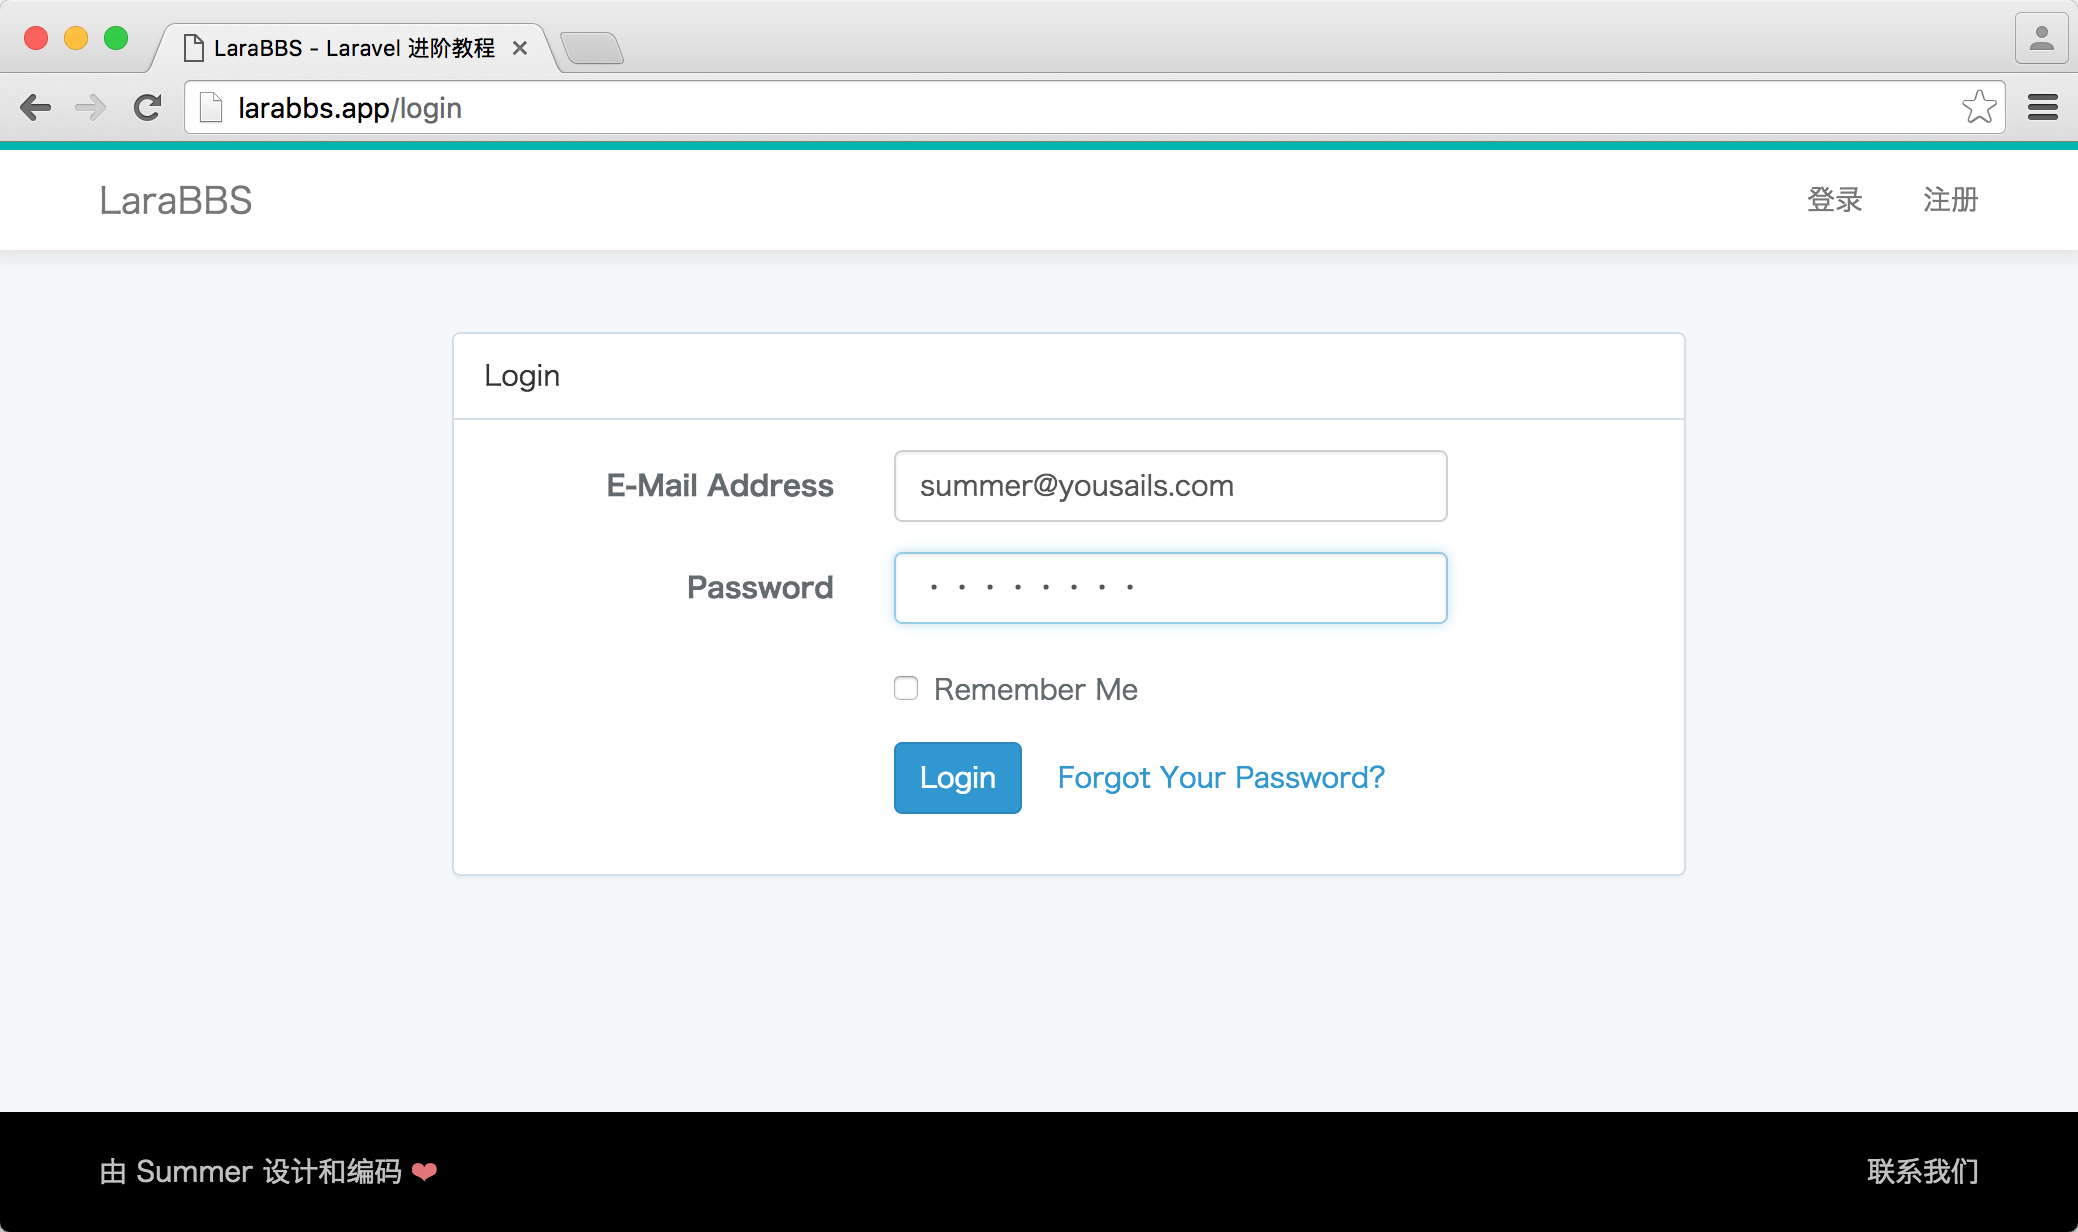 LaraBBS - Laravel 进阶教程
larabbs.app/login
LaraBBS 登录 注册
Login
E-Mail Address summer@yousails.com
Password ········
Remember Me
Login Forgot Your Password?
由 Summer 设计和编码 ❤ 联系我们